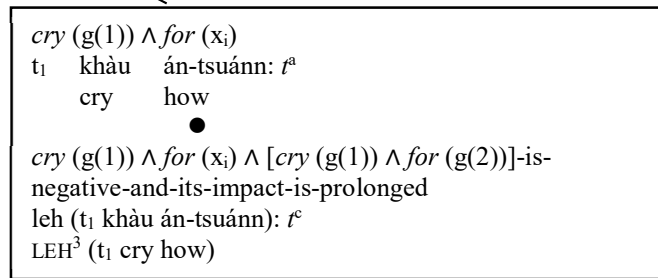 cry (g(1)) ∧ for (xᵢ)
t₁ khàu án-tsuánn: tᵃ
cry how
●
cry (g(1)) ∧ for (xᵢ) ∧ [cry (g(1)) ∧ for (g(2))]-is-
negative-and-its-impact-is-prolonged
leh (t₁ khàu án-tsuánn): tᶜ
LEH³ (t₁ cry how)